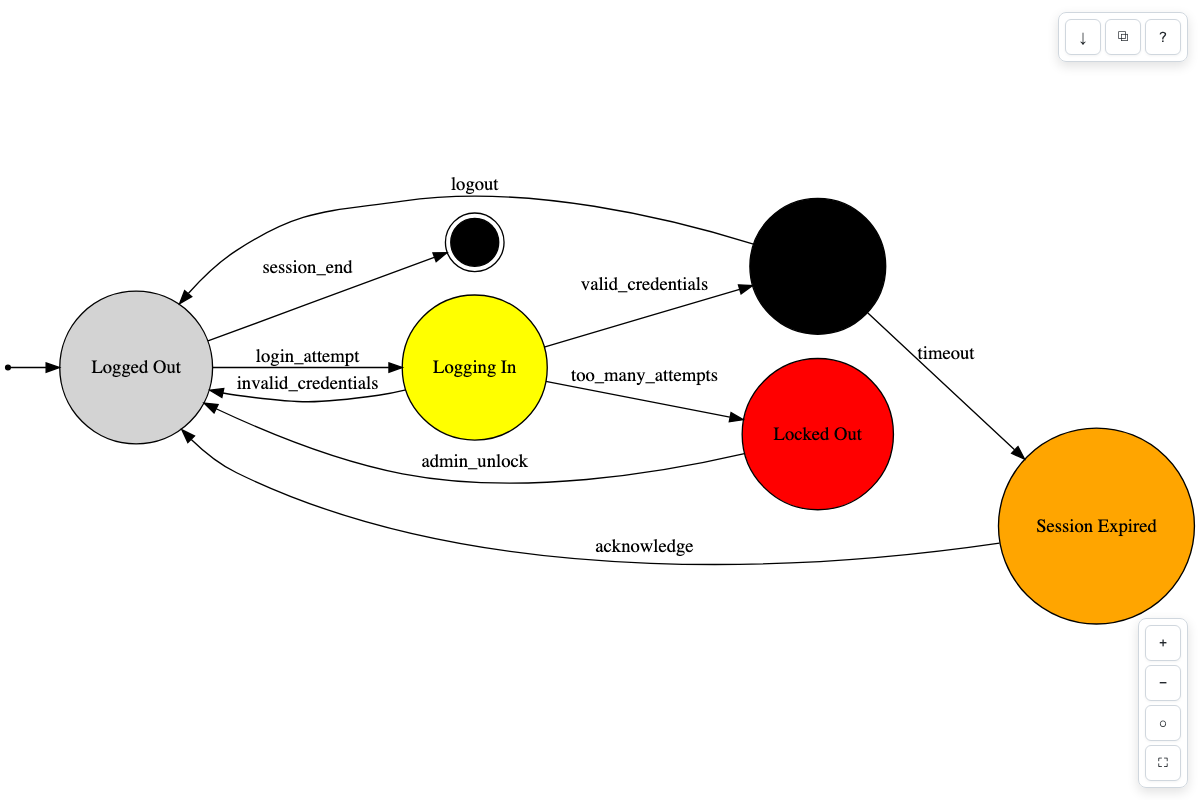 ↓ ⧉ ?
logout
session_end
valid_credentials
timeout
login_attempt
Logged Out
Logging In
invalid_credentials
too_many_attempts
Locked Out
admin_unlock
Session Expired
acknowledge
+
−
○
⛶